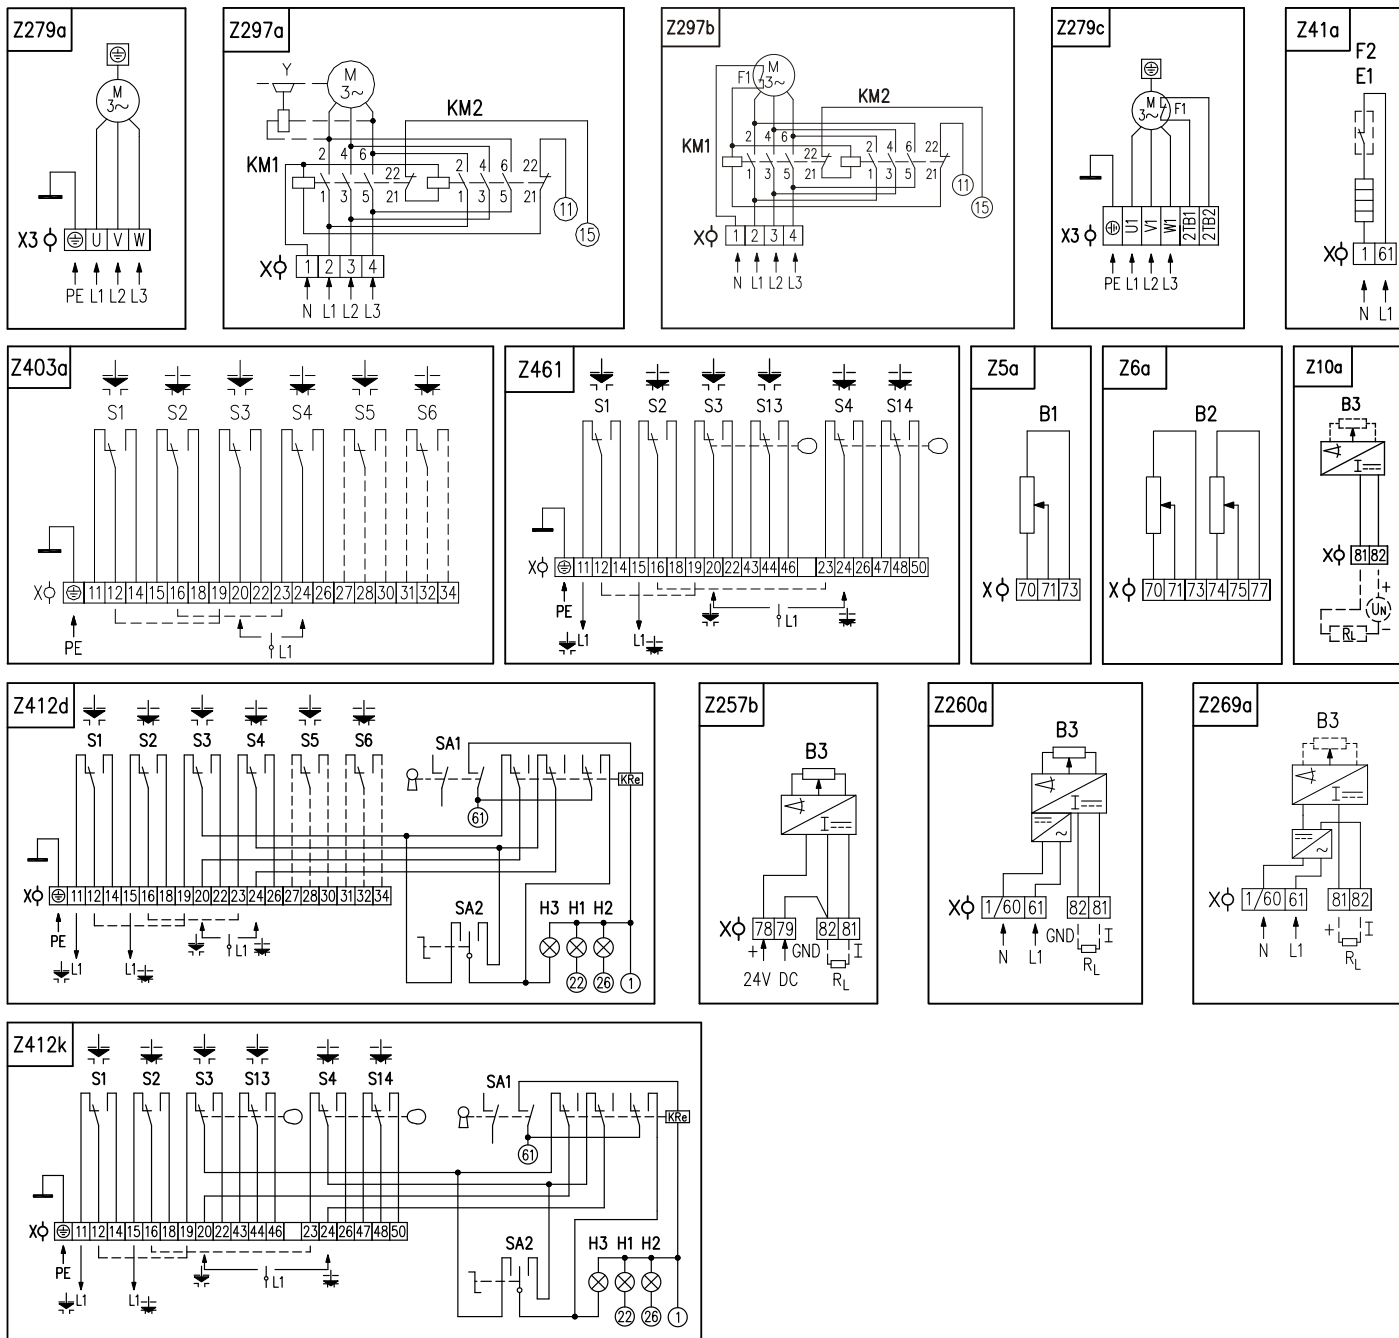 Z279a
M
3~
X3 U V W
PE L1 L2 L3
Z297a
Y
M
3~
KM2
KM1
2 4 6 22 2 4 6 22
1 3 5 21 1 3 5 21
11
15
X 1 2 3 4
N L1 L2 L3
Z297b
F1 M
3~
KM2
KM1
2 4 6 22 2 4 6 22
1 3 5 21 1 3 5 21
11
15
X 1 2 3 4
N L1 L2 L3
Z279c
M
3~ F1
X3 U1 V1 W1 2TB1 2TB2
PE L1 L2 L3
Z41a
F2
E1
X 1 61
N L1
Z403a
S1 S2 S3 S4 S5 S6
X 11 12 14 15 16 18 19 20 22 23 24 26 27 28 30 31 32 34
PE
L1
Z461
S1 S2 S3 S13 S4 S14
X 11 12 14 15 16 18 19 20 22 43 44 46 23 24 26 47 48 50
PE
L1 L1 L1
Z5a
B1
X 70 71 73
Z6a
B2
X 70 71 73 74 75 77
Z10a
B3
I
X 81 82
+
UN
RL −
Z412d
S1 S2 S3 S4 S5 S6
SA1
KRe
61
X 11 12 14 15 16 18 19 20 22 23 24 26 27 28 30 31 32 34
PE
L1 L1 L1
SA2 H3 H1 H2
22 26 1
Z257b
B3
I
X 78 79 82 81
+ GND I
24V DC RL
Z260a
B3
I
~
X 1/60 61 82 81
GND I
N L1 RL
Z269a
B3
I
~
X 1/60 61 81 82
+ I
N L1 RL
Z412k
S1 S2 S3 S13 S4 S14
SA1
KRe
61
X 11 12 14 15 16 18 19 20 22 43 44 46 23 24 26 47 48 50
PE
L1 L1 L1
SA2 H3 H1 H2
22 26 1